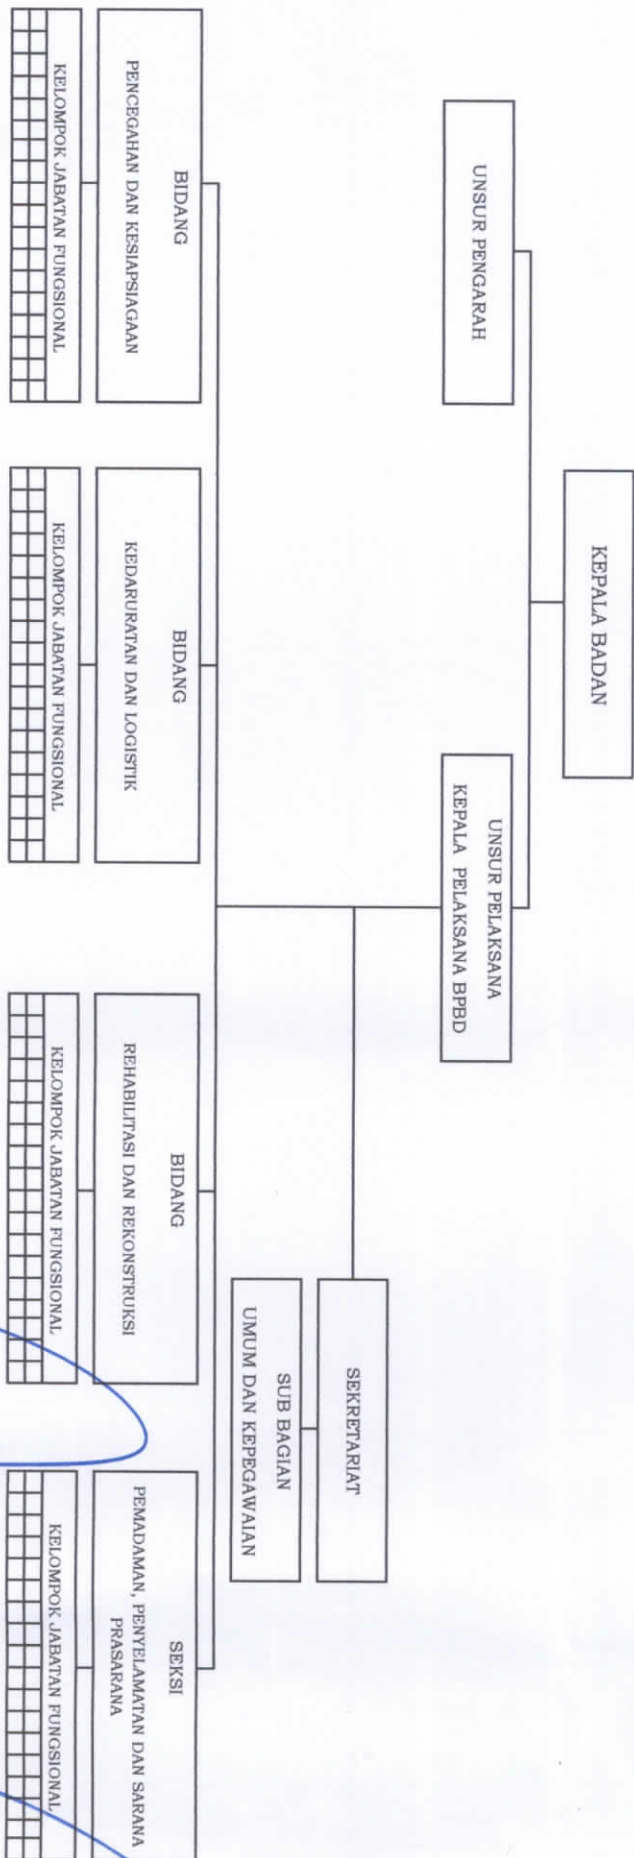 KEPALA BADAN
UNSUR PENGARAH
UNSUR PELAKSANA
KEPALA PELAKSANA BPBD
SEKRETARIAT
SUB BAGIAN
UMUM DAN KEPEGAWAIAN
BIDANG
PENCEGAHAN DAN KESIAPSIAGAAN
KELOMPOK JABATAN FUNGSIONAL
BIDANG
KEDARURATAN DAN LOGISTIK
KELOMPOK JABATAN FUNGSIONAL
BIDANG
REHABILITASI DAN REKONSTRUKSI
KELOMPOK JABATAN FUNGSIONAL
SEKSI
PEMADAMAN, PENYELAMATAN DAN SARANA
PRASARANA
KELOMPOK JABATAN FUNGSIONAL